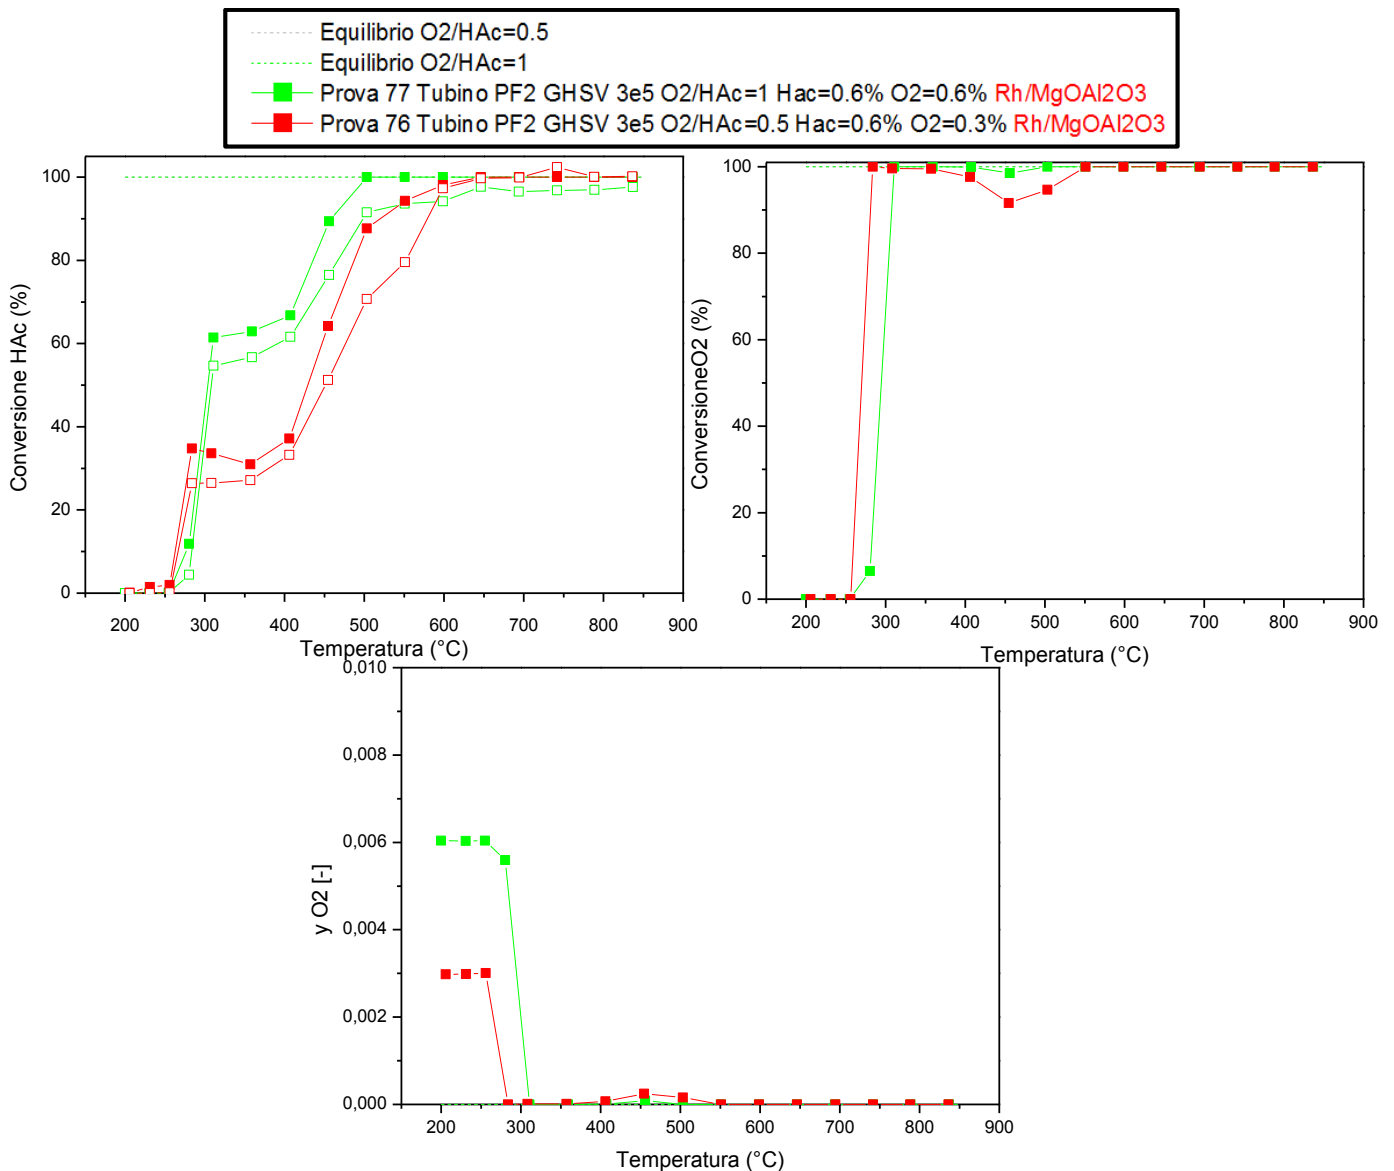 Equilibrio O2/HAc=0.5
Equilibrio O2/HAc=1
Prova 77 Tubino PF2 GHSV 3e5 O2/HAc=1 Hac=0.6% O2=0.6% Rh/MgOAl2O3
Prova 76 Tubino PF2 GHSV 3e5 O2/HAc=0.5 Hac=0.6% O2=0.3% Rh/MgOAl2O3
Conversione HAc (%)
100
80
60
40
20
0
200 300 400 500 600 700 800 900
Temperatura (°C)
ConversioneO2 (%)
100
80
60
40
20
0
200 300 400 500 600 700 800 900
Temperatura (°C)
y O2 [-]
0,010
0,008
0,006
0,004
0,002
0,000
200 300 400 500 600 700 800 900
Temperatura (°C)